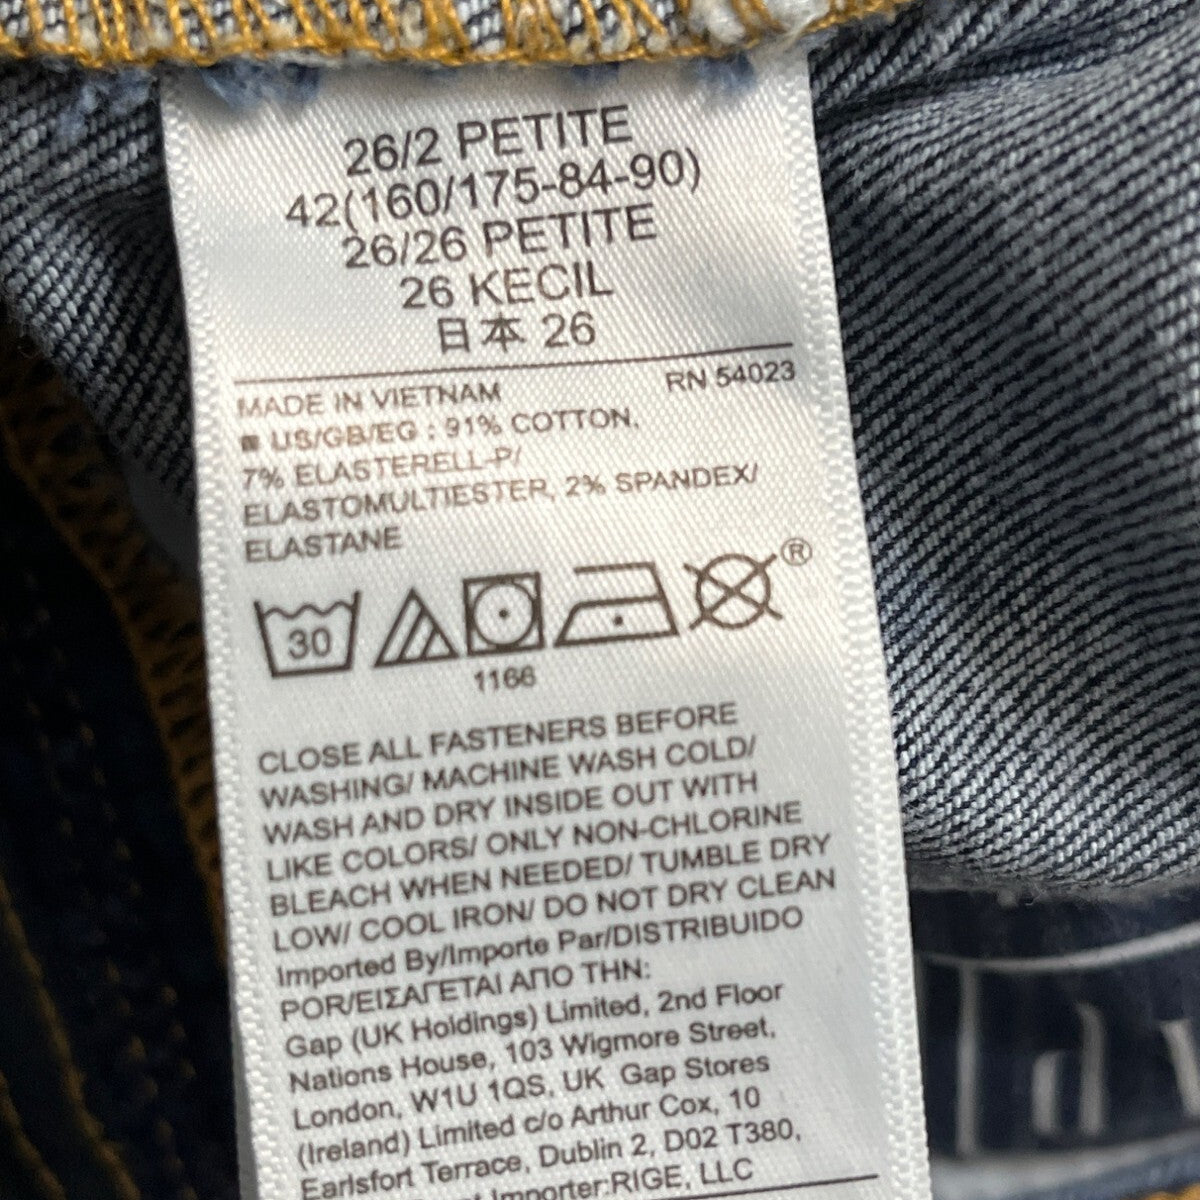 26/2 PETITE
42(160/175-84-90)
26/26 PETITE
26 KECIL
日本 26
MADE IN VIETNAM
RN 54023
■ US/GB/EG : 91% COTTON,
7% ELASTERELL-P/
ELASTOMULTIESTER, 2% SPANDEX/
ELASTANE
30
®
1166
CLOSE ALL FASTENERS BEFORE
WASHING/ MACHINE WASH COLD/
WASH AND DRY INSIDE OUT WITH
LIKE COLORS/ ONLY NON-CHLORINE
BLEACH WHEN NEEDED/ TUMBLE DRY
LOW/ COOL IRON/ DO NOT DRY CLEAN
Imported By/Importe Par/DISTRIBUIDO
POR/ΕΙΣΑΓΕΤΑΙ ΑΠΟ ΤΗΝ:
Gap (UK Holdings) Limited, 2nd Floor
Nations House, 103 Wigmore Street,
London, W1U 1QS, UK Gap Stores
(Ireland) Limited c/o Arthur Cox, 10
Earlsfort Terrace, Dublin 2, D02 T380,
Importer:RIGE, LLC